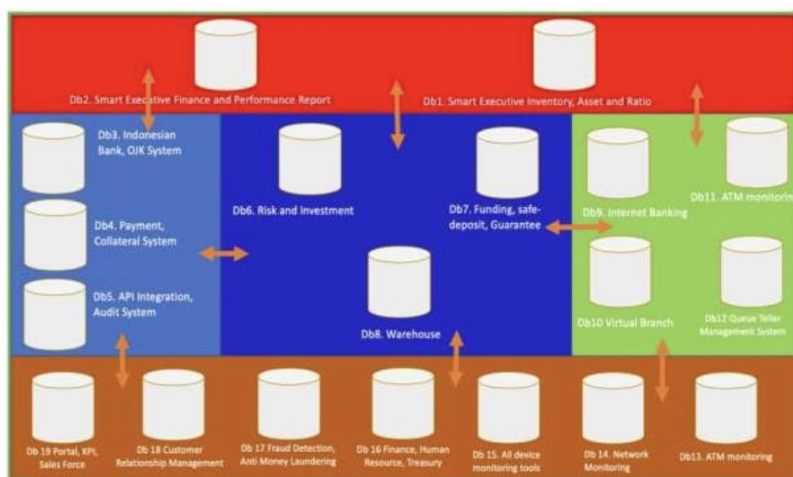 Db2. Smart Executive Finance and Performance Report
Db1. Smart Executive Inventory, Asset and Ratio
Db3. Indonesian
Bank, OJK System
Db4. Payment,
Collateral System
Db5. API Integration,
Audit System
Db6. Risk and Investment
Db7. Funding, safe-
deposit, Guarantee
Db8. Warehouse
Db9. Internet Banking
Db11. ATM monitorin
Db10 Virtual Branch
Db12 Queue Teller
Management System
Db 19 Portal, KPI,
Sales Force
Db 18 Customer
Relationship Management
Db 17 Fraud Detection,
Anti Money Laundering
Db 16 Finance, Human
Resource, Treasury
Db 15. All device
monitoring tools
Db 14. Network
Monitoring
Db13. ATM monitoring